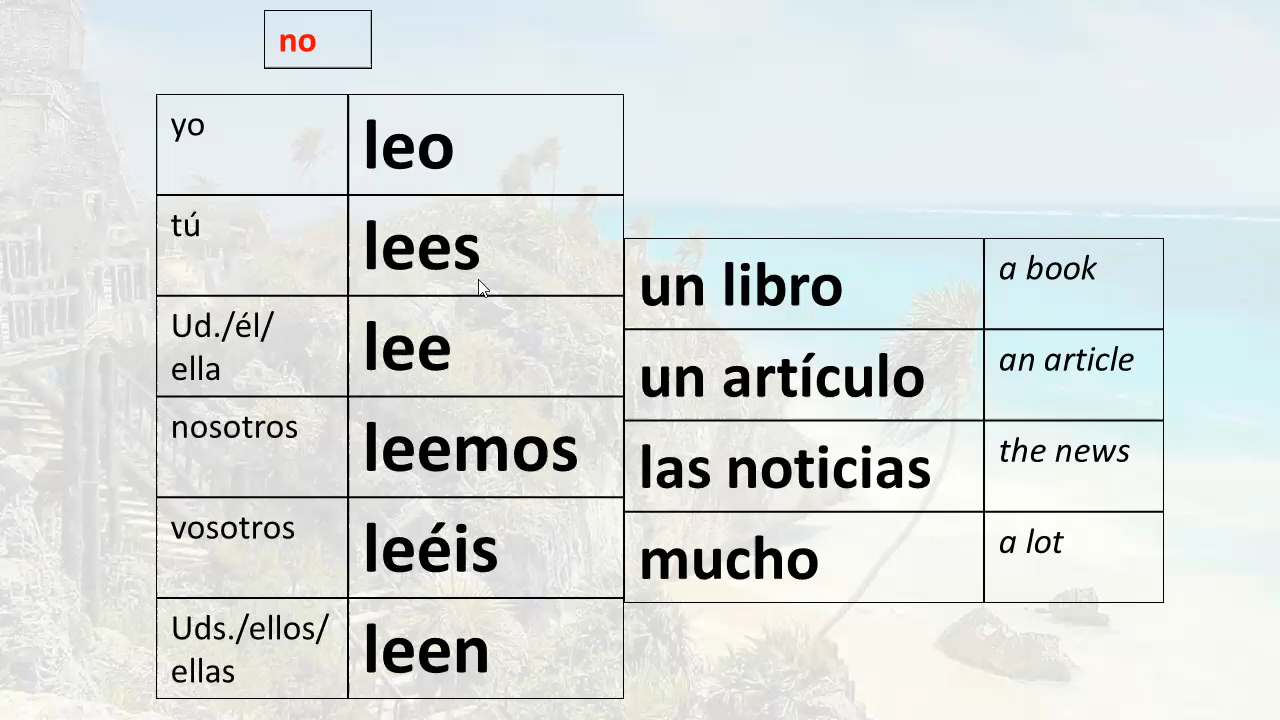 no
yo
leo
tú
lees
Ud./él/
ella
lee
nosotros
leemos
vosotros
leéis
Uds./ellos/
ellas
leen
un libro
a book
un artículo
an article
las noticias
the news
mucho
a lot